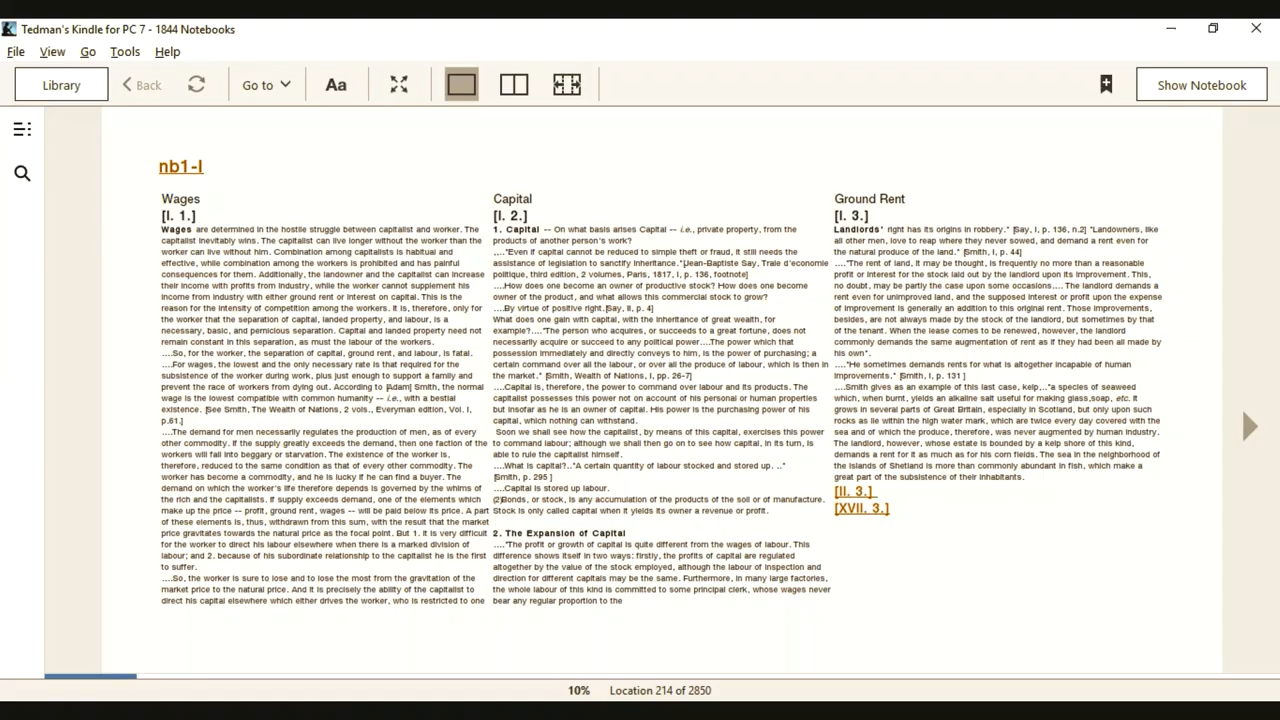 Tedman's Kindle for PC 7 - 1844 Notebooks
File View Go Tools Help
Library Back Go to Aa Show Notebook
nb1-I
Wages
[I. 1.]
Wages are determined in the hostile struggle between capitalist and worker. The
capitalist inevitably wins. The capitalist can live longer without the worker than the
worker can live without him. Combination among capitalists is habitual and
effective, while combination among the workers is prohibited and has painful
consequences for them. Additionally, the landowner and the capitalist can increase
their income with profits from industry, while the worker cannot supplement his
income from industry with either ground rent or interest on capital. This is the
reason for the intensity of competition among the workers. It is, therefore, only for
the worker that the separation of capital, landed property, and labour, is a
necessary, basic, and pernicious separation. Capital and landed property need not
remain constant in this separation, as must the labour of the workers.
....So, for the worker, the separation of capital, ground rent, and labour, is fatal.
....For wages, the lowest and the only necessary rate is that required for the
subsistence of the worker during work, plus just enough to support a family and
prevent the race of workers from dying out. According to [Adam] Smith, the normal
wage is the lowest compatible with common humanity -- i.e., with a bestial
existence. [See Smith, The Wealth of Nations, 2 vols., Everyman edtion, Vol. I,
p.61.]
....The demand for men necessarily regulates the production of men, as of every
other commodity. If the supply greatly exceeds the demand, then one faction of the
workers will fall into beggary or starvation. The existence of the worker is,
therefore, reduced to the same condition as that of every other commodity. The
worker has become a commodity, and he is lucky if he can find a buyer. The
demand on which the worker's life therefore depends is governed by the whims of
the rich and the capitalists. If supply exceeds demand, one of the elements which
make up the price -- profit, ground rent, wages -- will be paid below its price. A part
of these elements is, thus, withdrawn from this sum, with the result that the market
price gravitates towards the natural price as the focal point. But 1. it is very difficult
for the worker to direct his labour elsewhere when there is a marked division of
labour; and 2. because of his subordinate relationship to the capitalist he is the first
to suffer.
....So, the worker is sure to lose and to lose the most from the gravitation of the
market price to the natural price. And it is precisely the ability of the capitalist to
direct his capital elsewhere which either drives the worker, who is restricted to one
Capital
[I. 2.]
1. Capital -- On what basis arises Capital -- i.e., private property, from the
products of another person's work?
...."Even if capital cannot be reduced to simple theft or fraud, it still needs the
assistance of legislation to sanctify inheritance."[Jean-Baptiste Say, Traie d'economie
politique, third edition, 2 volumes, Paris, 1817, I, p. 136, footnote]
....How does one become an owner of productive stock? How does one become
owner of the product, and what allows this commercial stock to grow?
....By virtue of positive right.[Say, II, p. 4]
What does one gain with capital, with the inheritance of great wealth, for
example?...."The person who acquires, or succeeds to a great fortune, does not
necessarily acquire or succeed to any political power....The power which that
possession immediately and directly conveys to him, is the power of purchasing; a
certain command over all the labour, or over all the produce of labour, which is then in
the market." [Smith, Wealth of Nations, I, pp. 26-7]
....Capital is, therefore, the power to command over labour and its products. The
capitalist possesses this power not on account of his personal or human properties
but insofar as he is an owner of capital. His power is the purchasing power of his
capital, which nothing can withstand.
Soon we shall see how the capitalist, by means of this capital, exercises this power
to command labour; although we shall then go on to see how capital, in its turn, is
able to rule the capitalist himself.
....What is capital?.."A certain quantity of labour stocked and stored up. .."
[Smith, p. 295 ]
....Capital is stored up labour.
(2)Bonds, or stock, is any accumulation of the products of the soil or of manufacture.
Stock is only called capital when it yields its owner a revenue or profit.
2. The Expansion of Capital
...."The profit or growth of capital is quite different from the wages of labour. This
difference shows itself in two ways: firstly, the profits of capital are regulated
altogether by the value of the stock employed, although the labour of inspection and
direction for different capitals may be the same. Furthermore, in many large factories,
the whole labour of this kind is committed to some principal clerk, whose wages never
bear any regular proportion to the
Ground Rent
[I. 3.]
Landlords' right has its origins in robbery." [Say, I, p. 136, n.2] "Landowners, like
all other men, love to reap where they never sowed, and demand a rent even for
the natural produce of the land." [Smith, I, p. 44]
...."The rent of land, it may be thought, is frequently no more than a reasonable
profit or interest for the stock laid out by the landlord upon its improvement. This,
no doubt, may be partly the case upon some occasions.... The landlord demands a
rent even for unimproved land, and the supposed interest or profit upon the expense
of improvement is generally an addition to this original rent. Those improvements,
besides, are not always made by the stock of the landlord, but sometimes by that
of the tenant. When the lease comes to be renewed, however, the landlord
commonly demands the same augmentation of rent as if they had been all made by
his own".
...."He sometimes demands rents for what is altogether incapable of human
improvements." [Smith, I, p. 131 ]
....Smith gives as an example of this last case, kelp,.."a species of seaweed
which, when burnt, yields an alkaline salt useful for making glass,soap, etc. It
grows in several parts of Great Britain, especially in Scotland, but only upon such
rocks as lie within the high water mark, which are twice every day covered with the
sea and of which the produce, therefore, was never augmented by human industry.
The landlord, however, whose estate is bounded by a kelp shore of this kind,
demands a rent for it as much as for his corn fields. The sea in the neighborhood of
the Islands of Shetland is more than commonly abundant in fish, which make a
great part of the subsistence of their inhabitants.
[II. 3.]
[XVII. 3.]
10% Location 214 of 2850